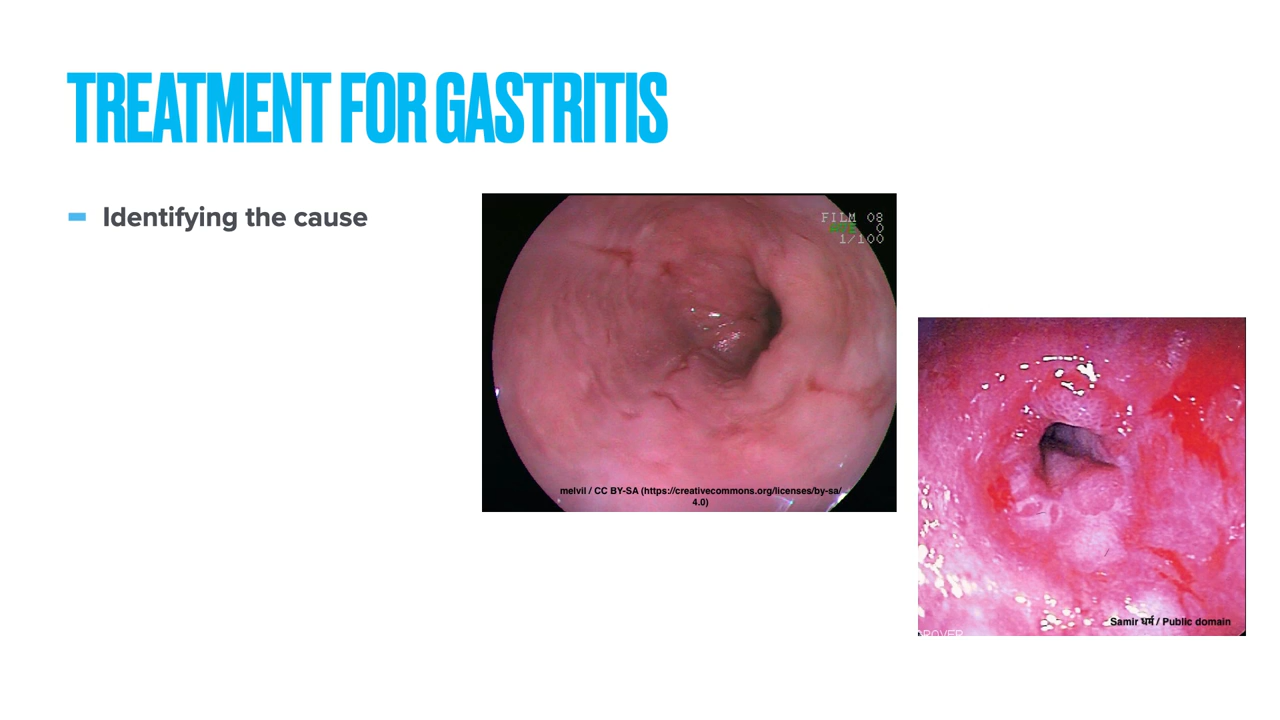 TREATMENT FOR GASTRITIS
Identifying the cause
FILM 08
0
1/100
melvil / CC BY-SA (https://creativecommons.org/licenses/by-sa/
4.0)
Samir धर्म / Public domain